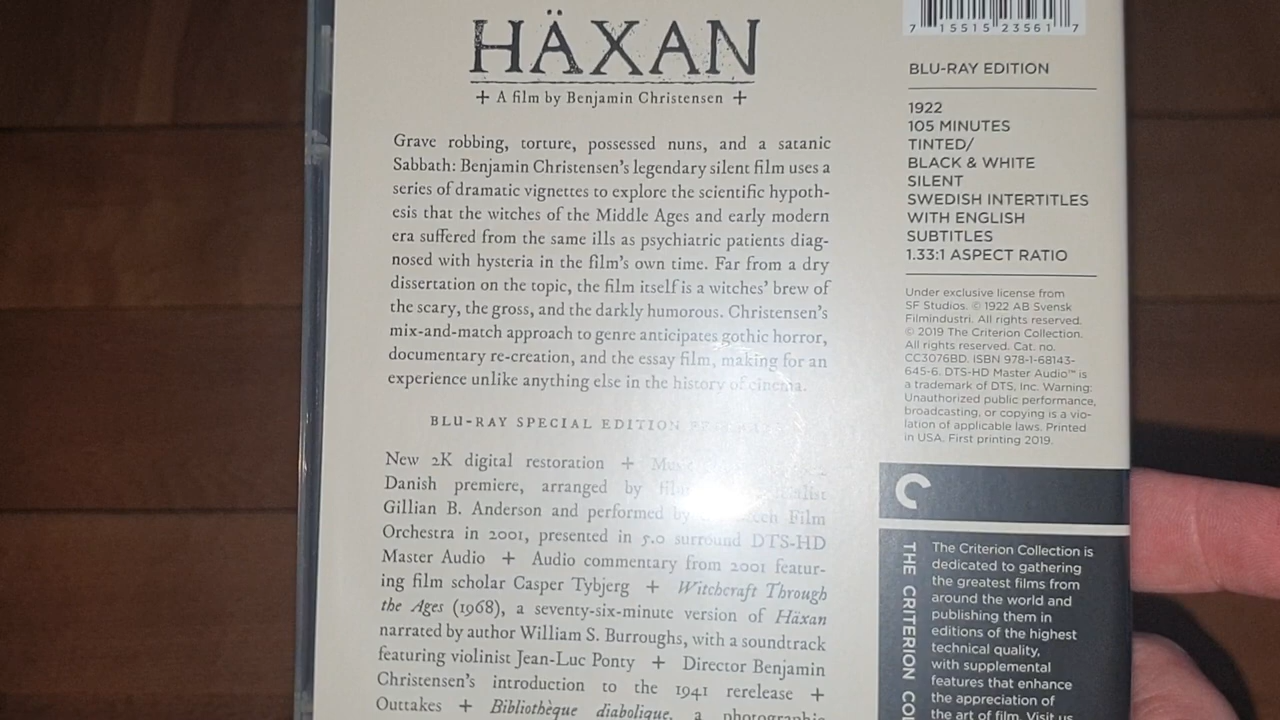 HÄXAN
+ A film by Benjamin Christensen +
Grave robbing, torture, possessed nuns, and a satanic
Sabbath: Benjamin Christensen's legendary silent film uses a
series of dramatic vignettes to explore the scientific hypoth-
esis that the witches of the Middle Ages and early modern
era suffered from the same ills as psychiatric patients diag-
nosed with hysteria in the film's own time. Far from a dry
dissertation on the topic, the film itself is a witches' brew of
the scary, the gross, and the darkly humorous. Christensen's
mix-and-match approach to genre anticipates gothic horror,
documentary re-creation, and the essay film, making for an
experience unlike anything else in the history of cinema.
BLU-RAY SPECIAL EDITION
New 2K digital restoration +
Danish premiere, arranged by
Gillian B. Anderson and performed by Film
Orchestra in 2001, presented in 5.0 surround DTS-HD
Master Audio + Audio commentary from 2001 featur-
ing film scholar Casper Tybjerg + Witchcraft Through
the Ages (1968), a seventy-six-minute version of Häxan
narrated by author William S. Burroughs, with a soundtrack
featuring violinist Jean-Luc Ponty + Director Benjamin
Christensen's introduction to the 1941 rerelease +
Outtakes + Bibliothèque diabolique, a photographic
7 15515 23561 7
BLU-RAY EDITION
1922
105 MINUTES
TINTED/
BLACK & WHITE
SILENT
SWEDISH INTERTITLES
WITH ENGLISH
SUBTITLES
1.33:1 ASPECT RATIO
Under exclusive license from
SF Studios. © 1922 AB Svensk
Filmindustri. All rights reserved.
© 2019 The Criterion Collection.
All rights reserved. Cat. no.
CC3076BD. ISBN 978-1-68143-
645-6. DTS-HD Master Audio™ is
a trademark of DTS, Inc. Warning:
Unauthorized public performance,
broadcasting, or copying is a vio-
lation of applicable laws. Printed
in USA. First printing 2019.
THE CRITERION COL
The Criterion Collection is
dedicated to gathering
the greatest films from
around the world and
publishing them in
editions of the highest
technical quality,
with supplemental
features that enhance
the appreciation of
the art of film. Visit us